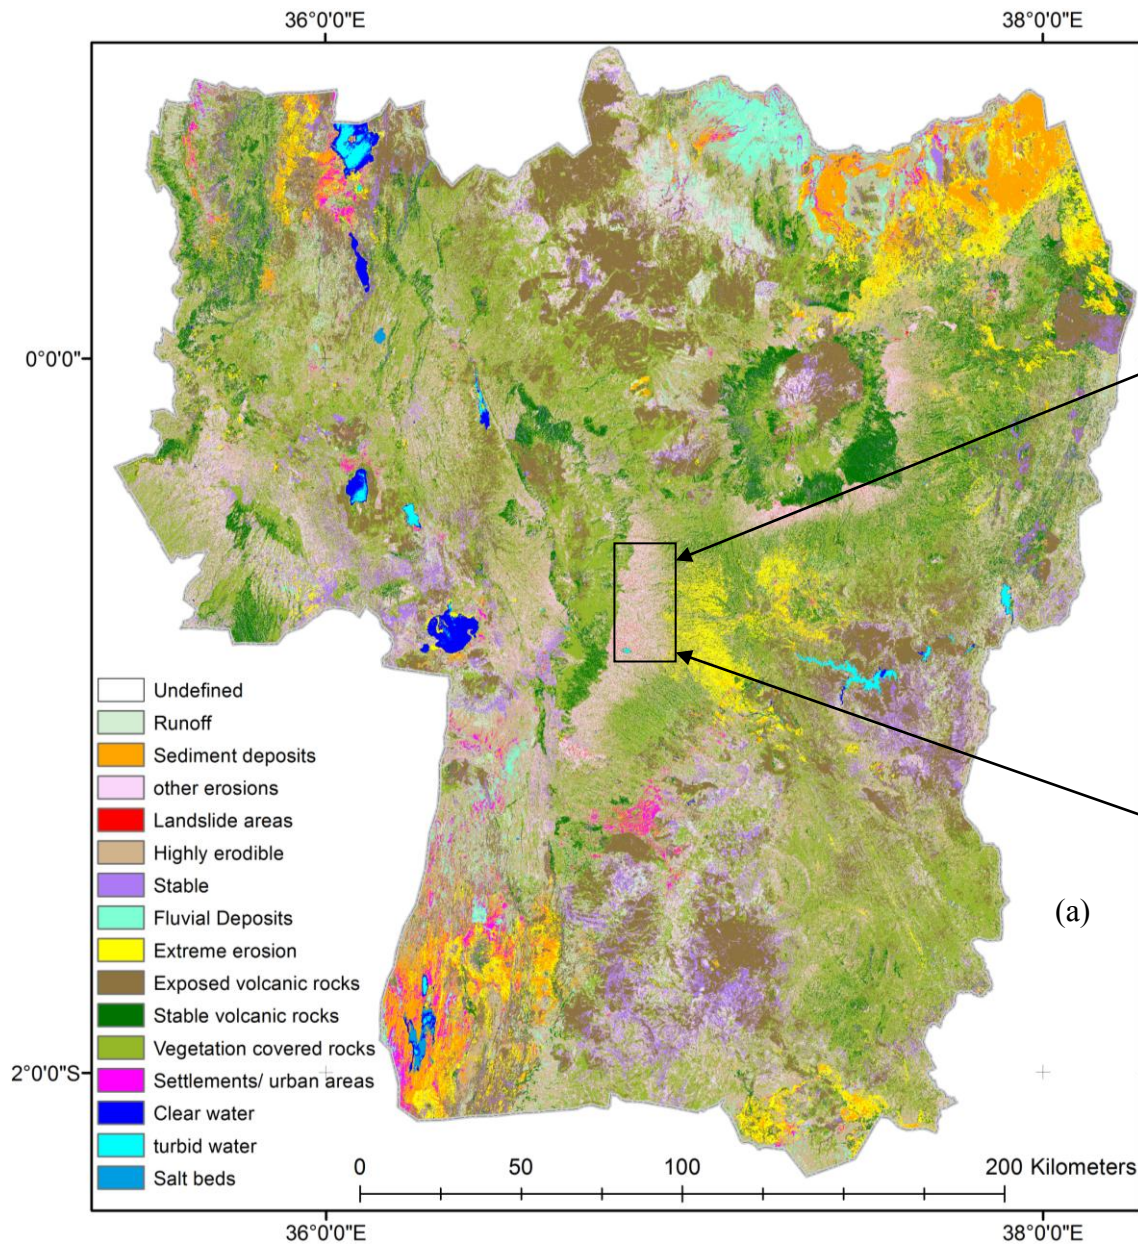 36°0'0"E
38°0'0"E
0°0'0"
Undefined
Runoff
Sediment deposits
other erosions
Landslide areas
Highly erodible
Stable
Fluvial Deposits
Extreme erosion
Exposed volcanic rocks
Stable volcanic rocks
Vegetation covered rocks
Settlements/ urban areas
Clear water
turbid water
Salt beds
(a)
2°0'0"S
0 50 100 200 Kilometers
36°0'0"E
38°0'0"E